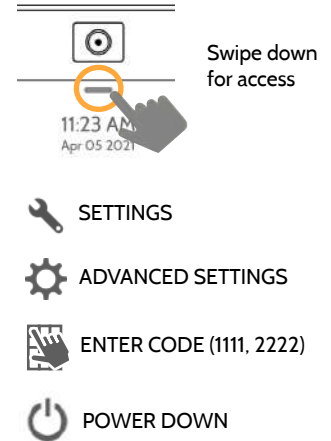 Swipe down
for access
11:23 AM
Apr 05 2021
SETTINGS
ADVANCED SETTINGS
ENTER CODE (1111, 2222)
POWER DOWN